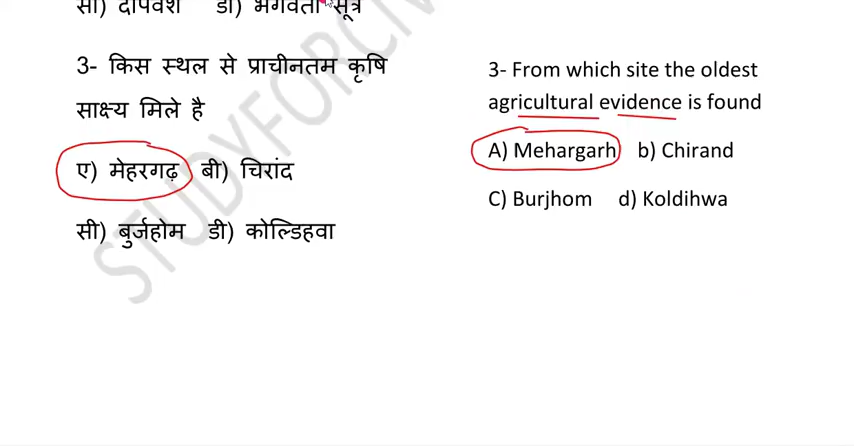 सी) दीपवंश डी) भगवती सूत्र
3- किस स्थल से प्राचीनतम कृषि
साक्ष्य मिले है
ए) मेहरगढ़ बी) चिरांद
सी) बुर्जहोम डी) कोल्डिहवा
3- From which site the oldest
agricultural evidence is found
A) Mehargarh b) Chirand
C) Burjhom d) Koldihwa
STUDYFORCIV